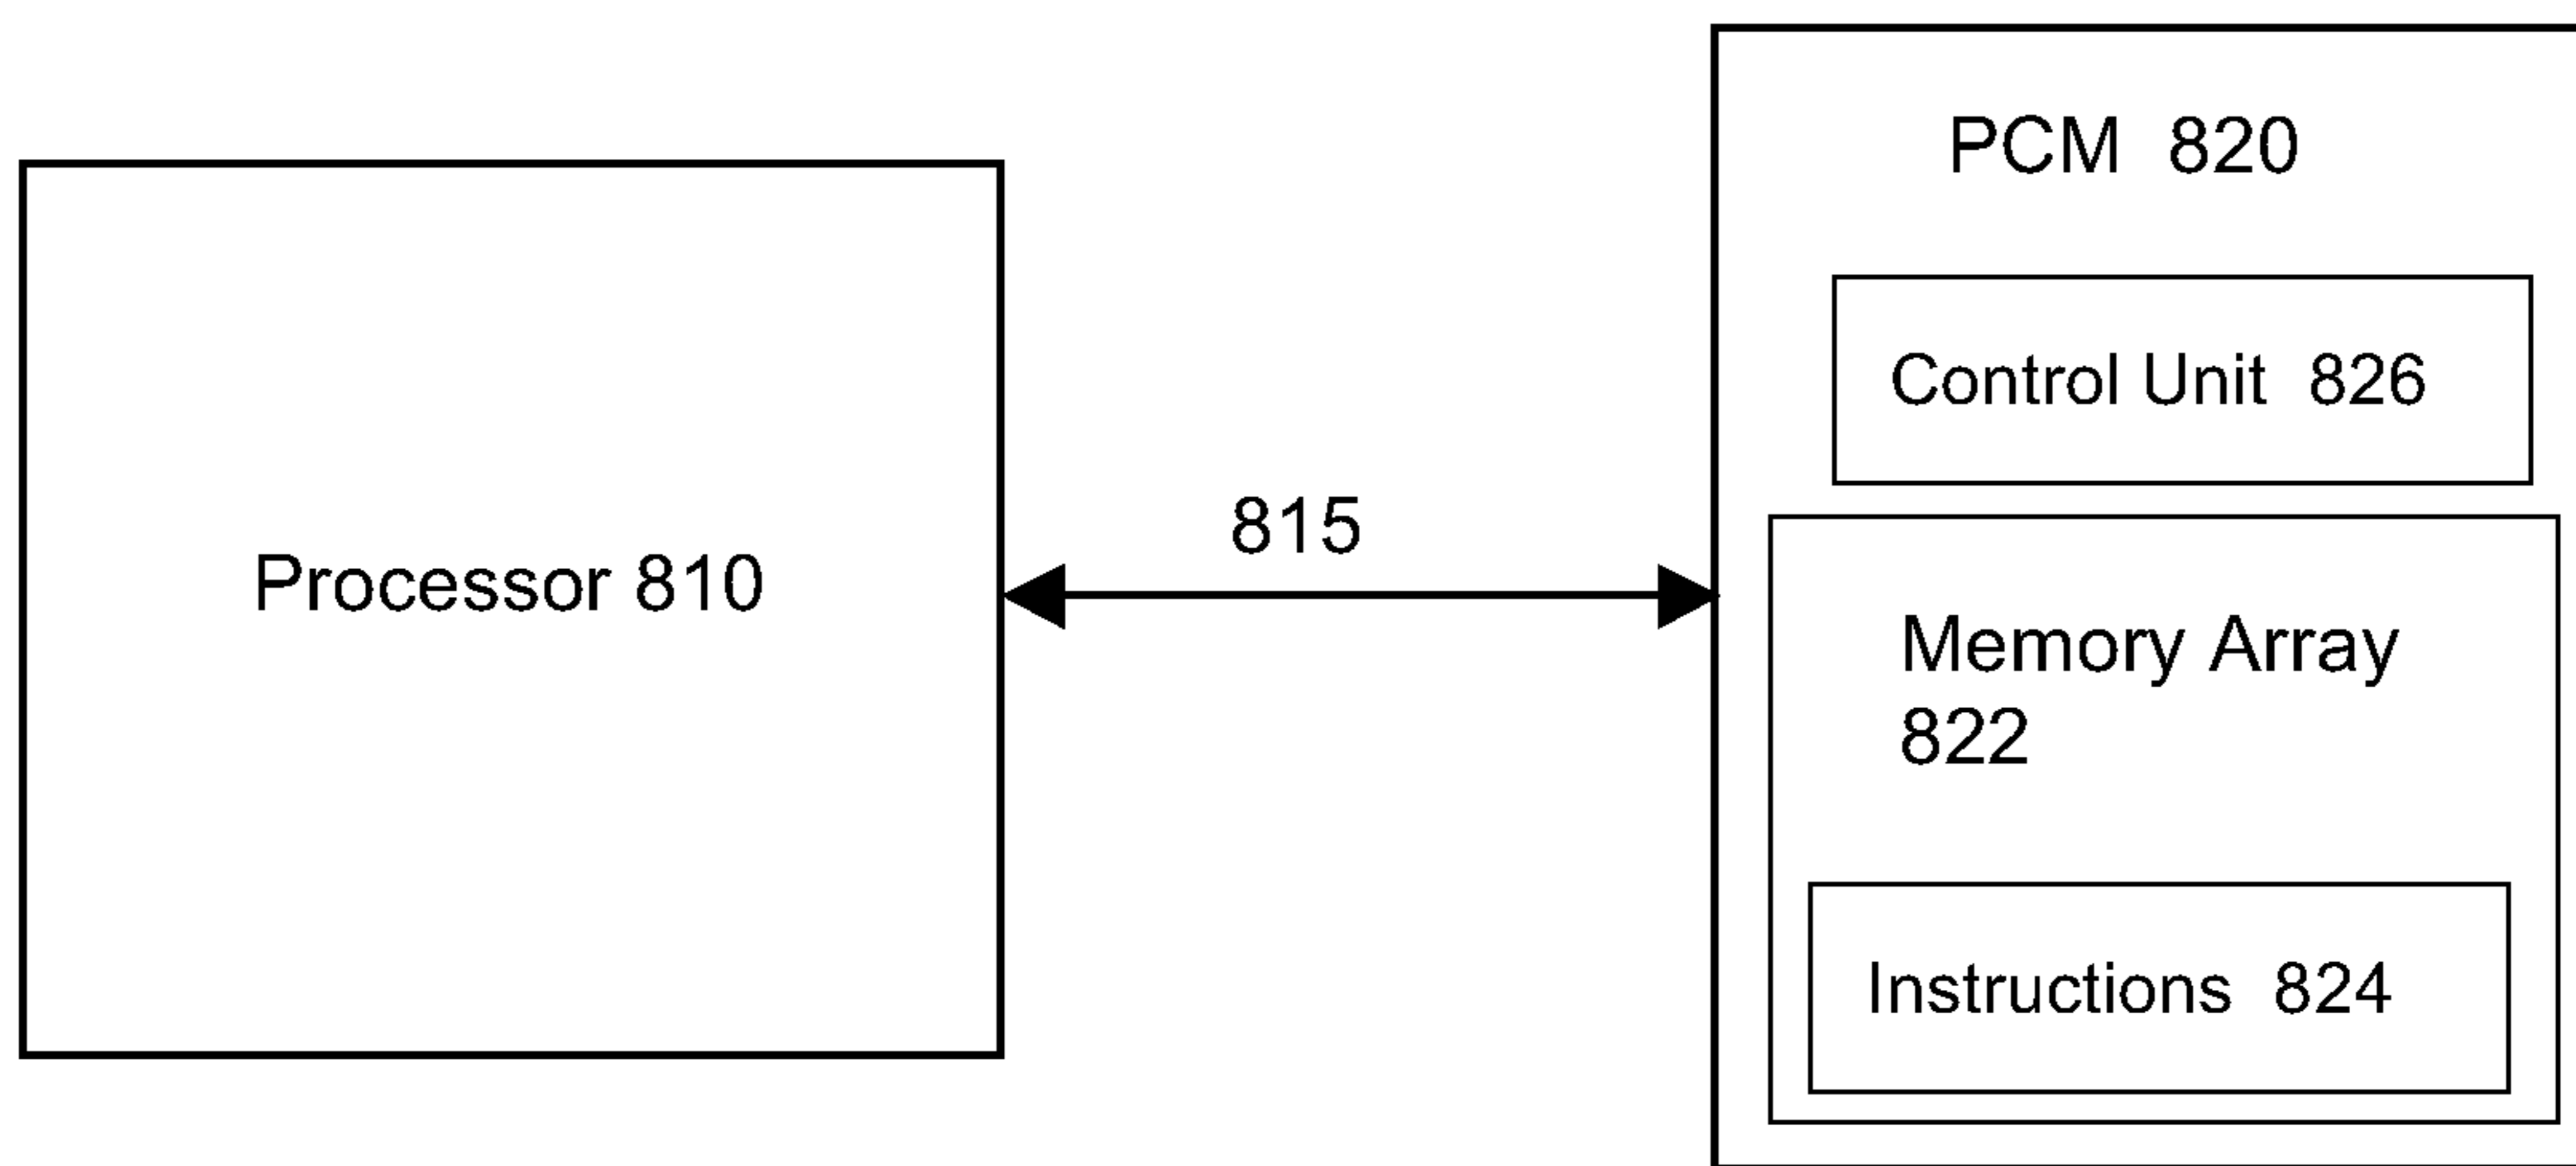 PCM 820
Control Unit 826
815
Processor 810
Memory Array
822
Instructions 824